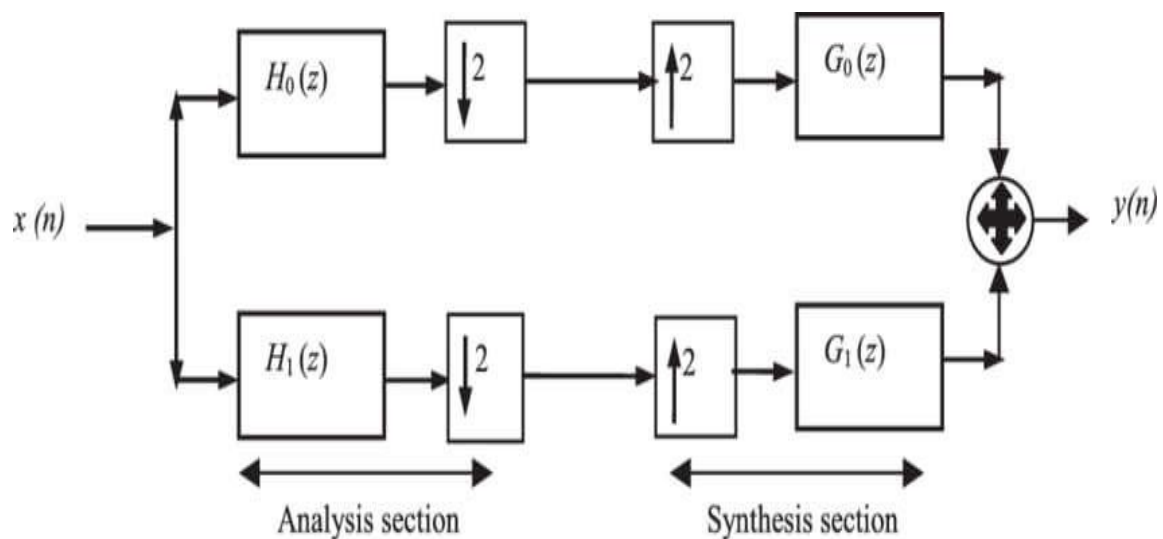 H₀(z)
2
2
G₀(z)
x (n)
y(n)
H₁(z)
2
2
G₁(z)
Analysis section
Synthesis section